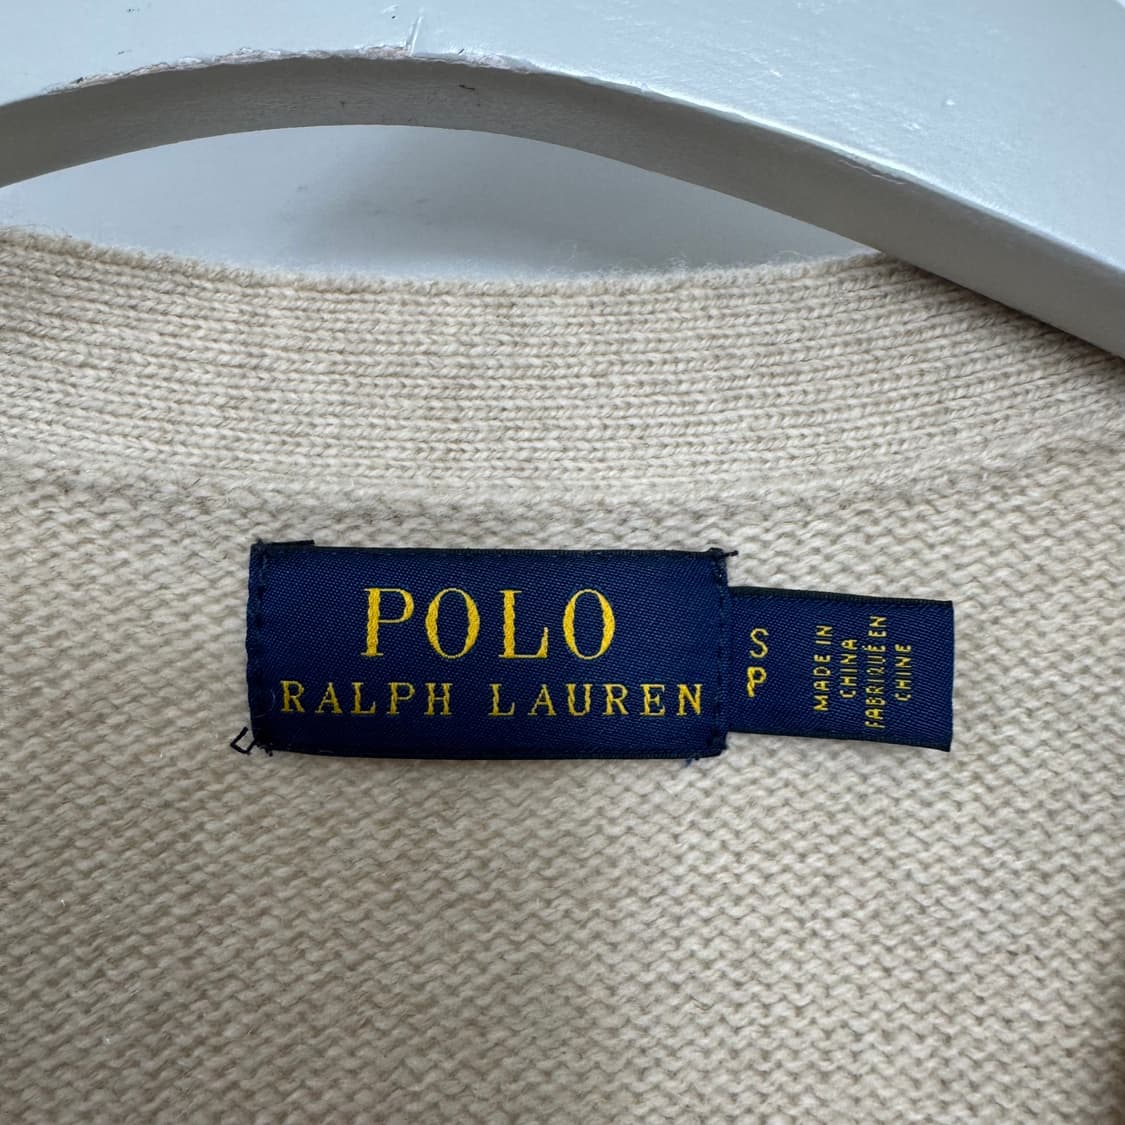 POLO
RALPH LAUREN
S
P
MADE IN
CHINA
FABRIQUÉ EN
CHINE